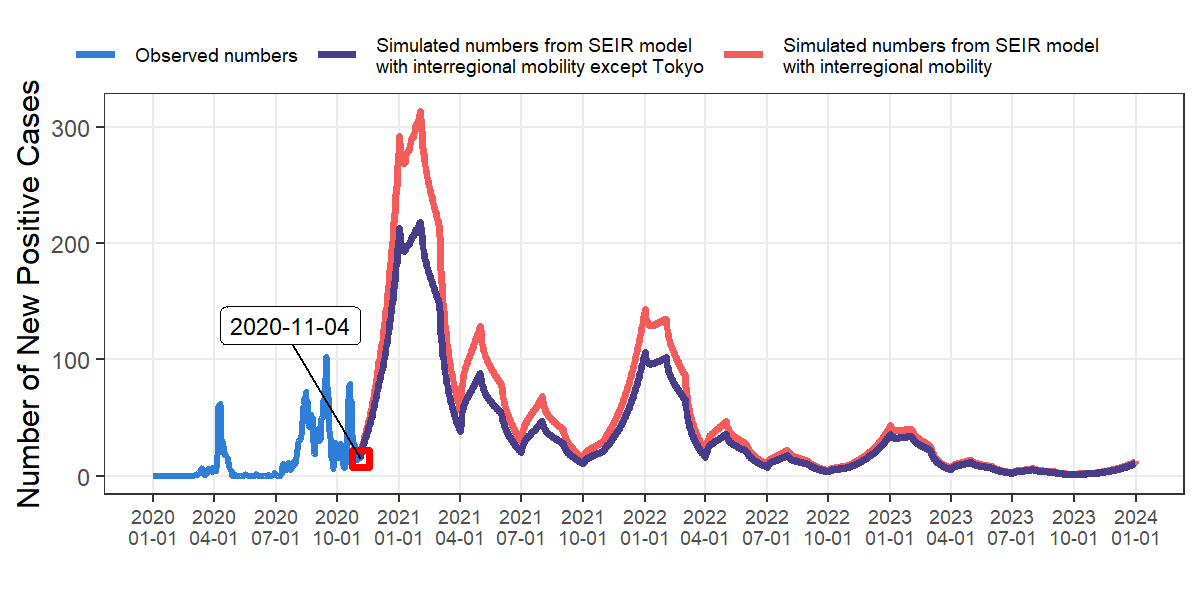 Observed numbers
Simulated numbers from SEIR model
with interregional mobility except Tokyo
Simulated numbers from SEIR model
with interregional mobility
Number of New Positive Cases
300
200
100
0
2020-11-04
2020 2020 2020 2020 2021 2021 2021 2021 2022 2022 2022 2022 2023 2023 2023 2023 2024
01-01 04-01 07-01 10-01 01-01 04-01 07-01 10-01 01-01 04-01 07-01 10-01 01-01 04-01 07-01 10-01 01-01